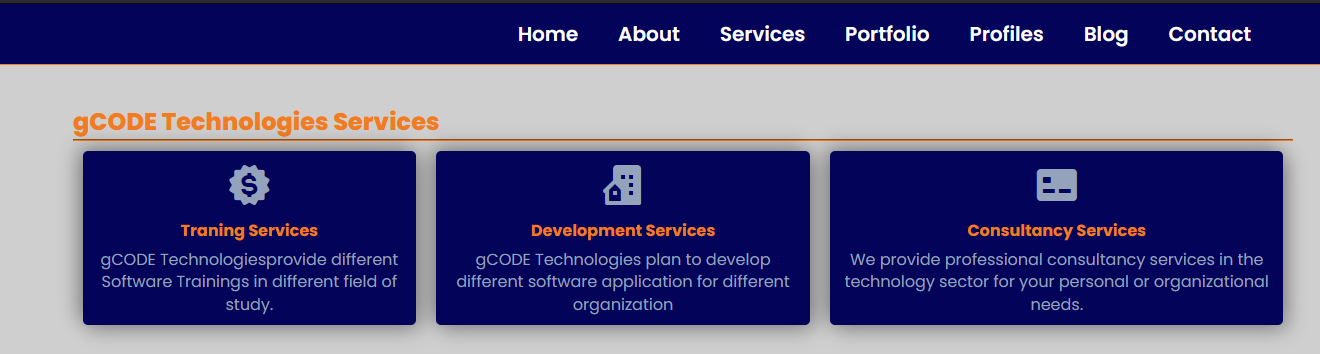 Home About Services Portfolio Profiles Blog Contact
gCODE Technologies Services
Traning Services
gCODE Technologiesprovide different
Software Trainings in different field of
study.
Development Services
gCODE Technologies plan to develop
different software application for different
organization
Consultancy Services
We provide professional consultancy services in the
technology sector for your personal or organizational
needs.